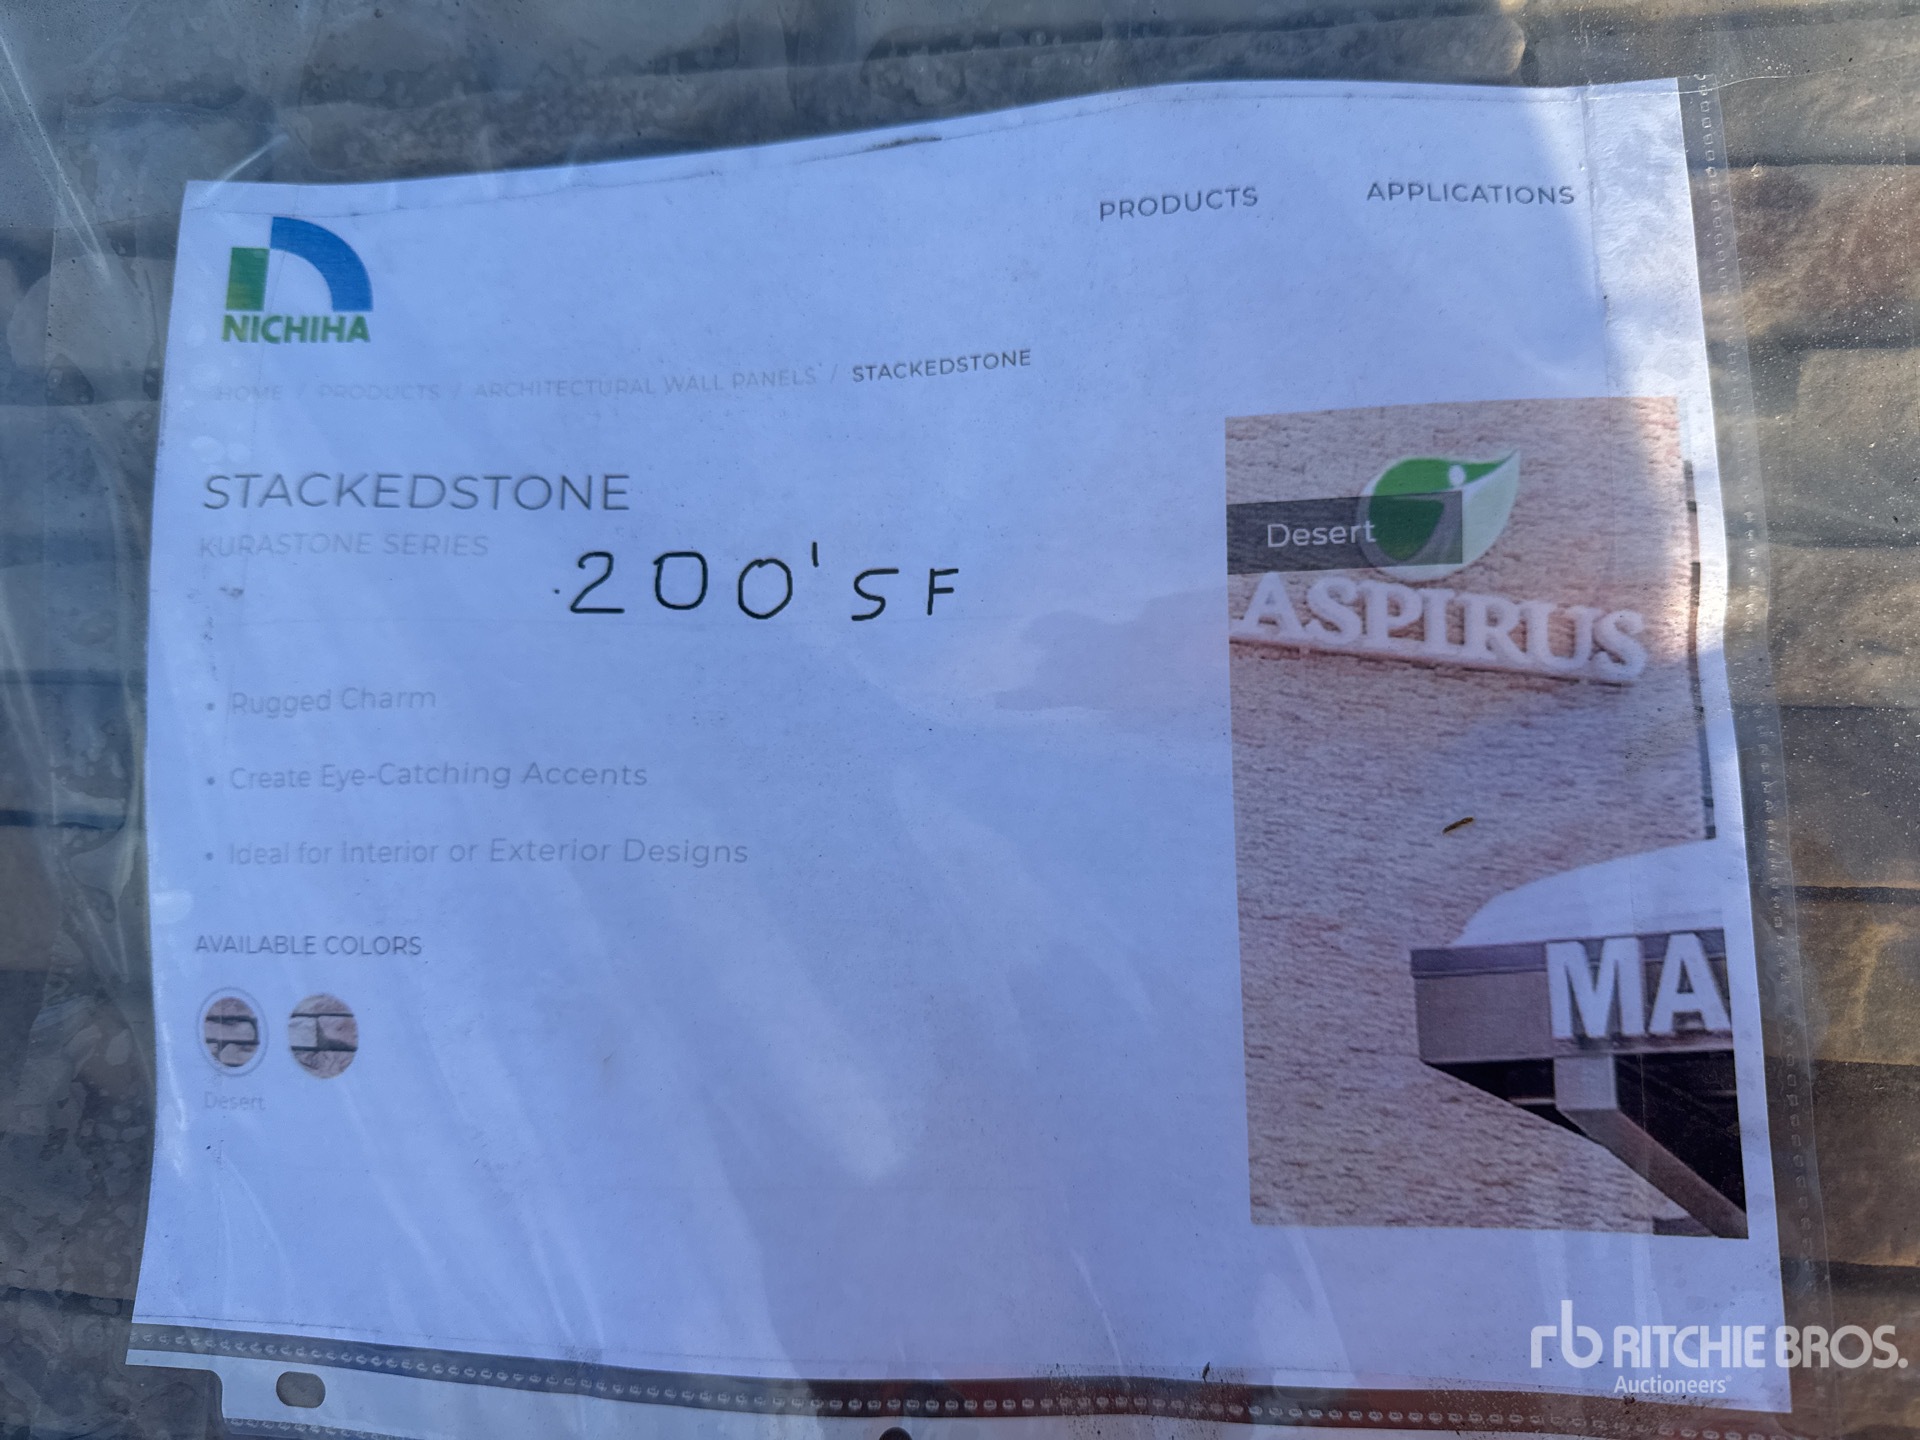 PRODUCTS APPLICATIONS
NICHIHA
HOME / PRODUCTS / ARCHITECTURAL WALL PANELS / STACKEDSTONE
STACKEDSTONE
KURASTONE SERIES
200' SF
• Rugged Charm
• Create Eye-Catching Accents
• Ideal for Interior or Exterior Designs
AVAILABLE COLORS
Desert
Desert
ASPIRUS
MA
rb RITCHIE BROS.
Auctioneers